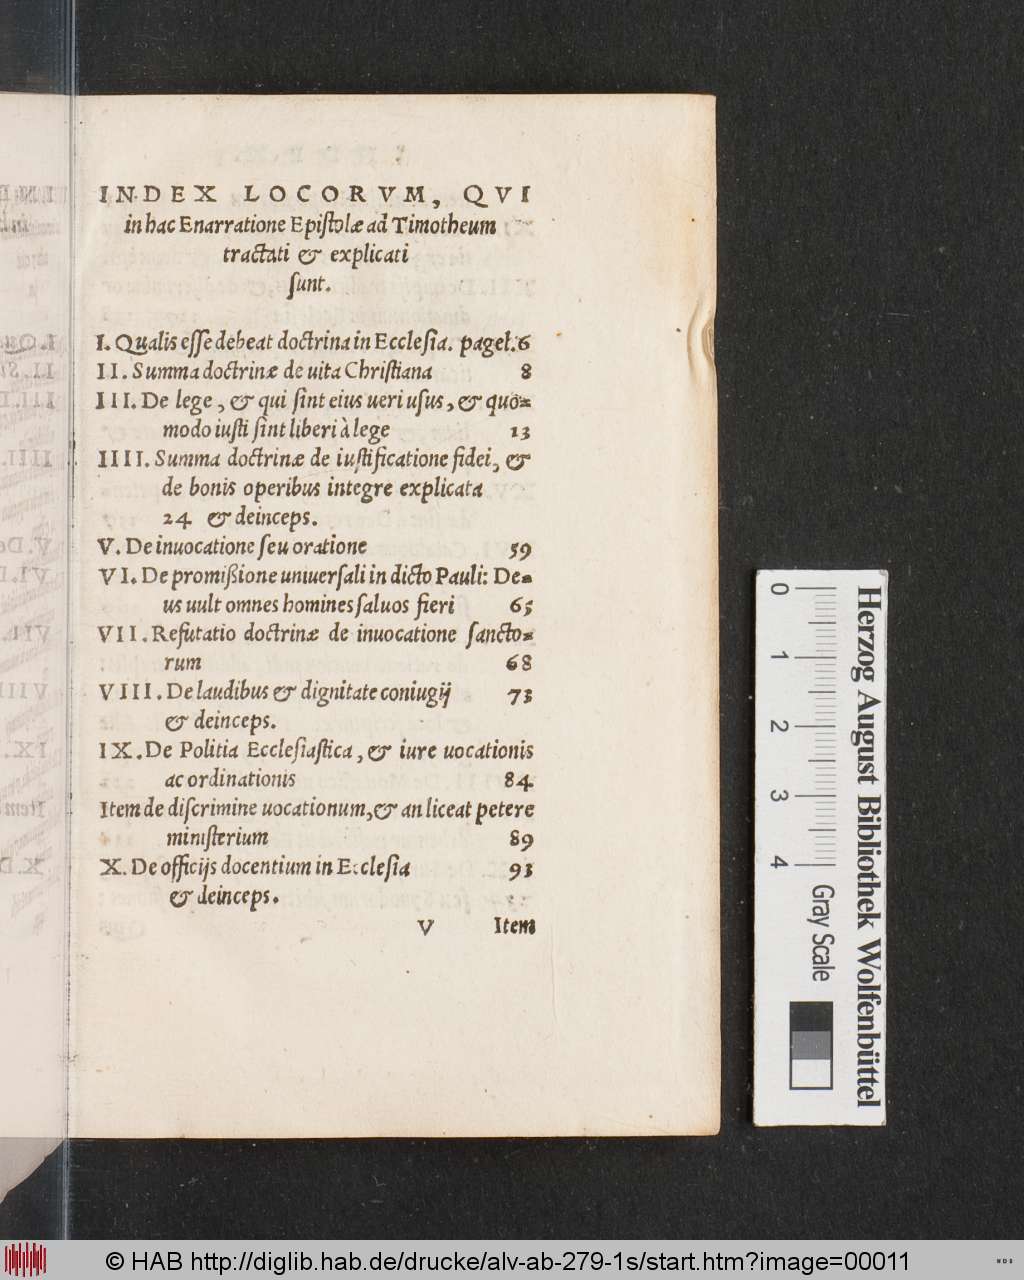 INDEX LOCORVM, QVI
in hac Enarratione Epistolæ ad Timotheum
tractati & explicati
sunt.
I. Qualis esse debeat doctrina in Ecclesia. pagel. 6
II. Summa doctrinæ de uita Christiana 8
III. De lege, & qui sint eius ueri usus, & quo=
modo iusti sint liberi à lege 13
IIII. Summa doctrinæ de iustificatione fidei, &
de bonis operibus integre explicata
24 & deinceps.
V. De inuocatione seu oratione 59
VI. De promißione uniuersali in dicto Pauli: De=
us uult omnes homines saluos fieri 65
VII. Refutatio doctrinæ de inuocatione sancto=
rum 68
VIII. De laudibus & dignitate coniugij 73
& deinceps.
IX. De Politia Ecclesiastica, & iure uocationis
ac ordinationis 84
Item de discrimine uocationum, & an liceat petere
ministerium 89
X. De officijs docentium in Ecclesia 93
& deinceps.
V Item
Herzog August Bibliothek Wolfenbüttel
0 1 2 3 4 Gray Scale
© HAB http://diglib.hab.de/drucke/alv-ab-279-1s/start.htm?image=00011